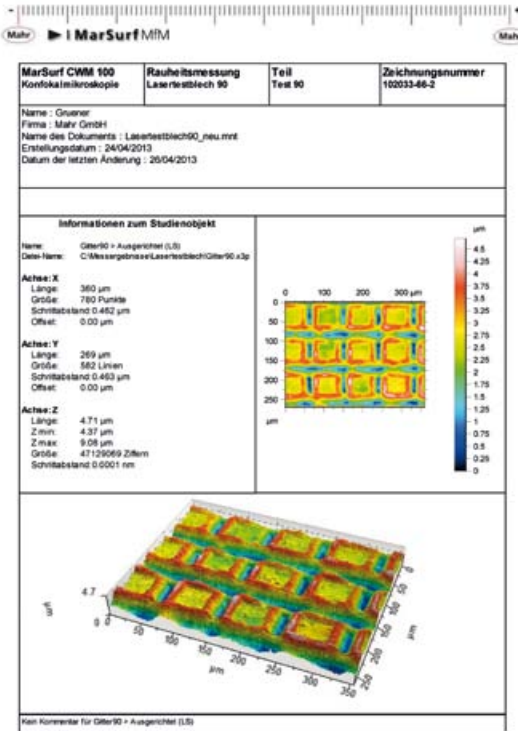 Mahr
MarSurf MfM
Mahr
MarSurf CWM 100
Konfokalmikroskopie
Rauheitsmessung
Lasertestblech 90
Teil
Test 90
Zeichnungsnummer
102033-66-2
Name : Gruener
Firma : Mahr GmbH
Name des Dokuments : Lasertestblech90_neu.mnt
Erstellungsdatum : 24/04/2013
Datum der letzten Änderung : 26/04/2013
Informationen zum Studienobjekt
Name: Gitter90 > Ausgerichtet (LS)
Datei-Name: C:\Messergebnisse\Lasertestblech\Gitter90.x3p
Achse: X
Länge: 360 µm
Größe: 780 Punkte
Schrittabstand: 0.462 µm
Offset: 0.00 µm
Achse: Y
Länge: 269 µm
Größe: 582 Linien
Schrittabstand: 0.463 µm
Offset: 0.00 µm
Achse: Z
Länge: 4.71 µm
Z min: 4.37 µm
Z max: 9.08 µm
Größe: 47129069 Ziffern
Schrittabstand: 0.0001 nm
0 100 200 300 µm
0
50
100
150
200
250
µm
µm
4.5
4.25
4
3.75
3.5
3.25
3
2.75
2.5
2.25
2
1.75
1.5
1.25
1
0.75
0.5
0.25
0
µm
4.7
0
0 50 100 150 200 250 300 350
µm
0 50 100 150 200 250
µm
Kein Kommentar für Gitter90 > Ausgerichtet (LS)